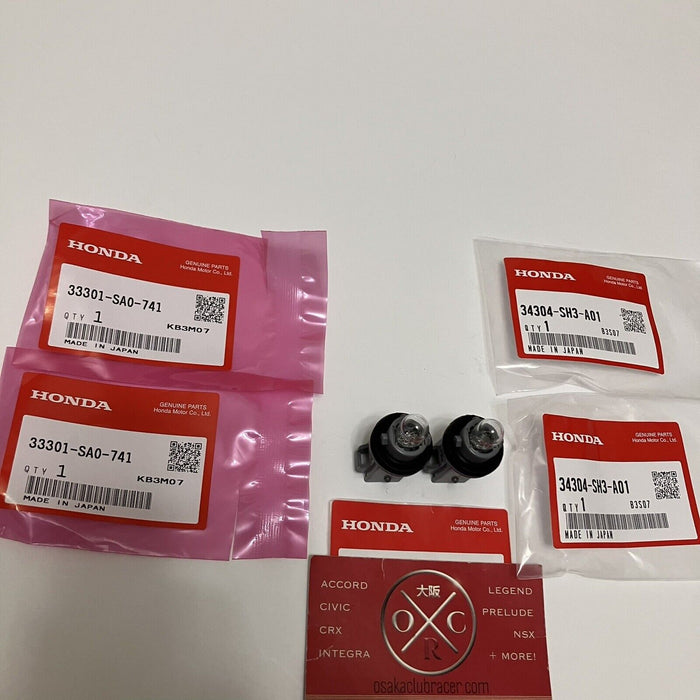 HONDA
GENUINE PARTS
Honda Motor Co., Ltd.
33301-SA0-741
QTY 1
KB3M07
MADE IN JAPAN
HONDA
GENUINE PARTS
Honda Motor Co., Ltd.
33301-SA0-741
QTY 1
KB3M07
MADE IN JAPAN
HONDA
GENUINE PARTS
Honda Motor Co., Ltd.
34304-SH3-A01
QTY 1
B3S07
MADE IN JAPAN
HONDA
GENUINE PARTS
Honda Motor Co., Ltd.
34304-SH3-A01
QTY 1
B3S07
MADE IN JAPAN
HONDA
GENUINE PARTS
Honda Motor Co., Ltd.
ACCORD
CIVIC
CRX
INTEGRA
大阪
O C
R
LEGEND
PRELUDE
NSX
+ MORE!
osakaclubracer.com